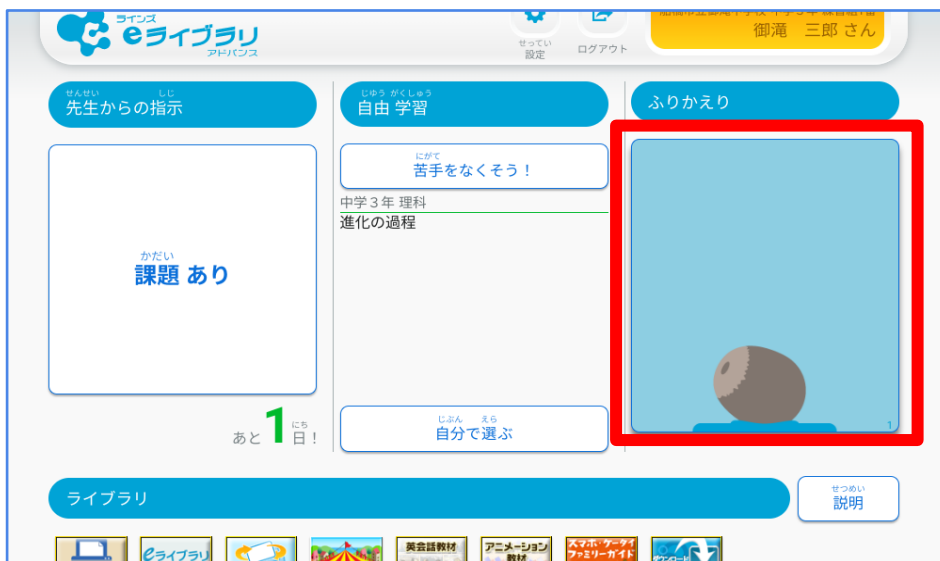 ラインズ
eライブラリ
アドバンス
せってい
設定
ログアウト
御滝 三郎 さん
せんせい しじ
先生からの指示
じゆう がくしゅう
自由 学習
ふりかえり
にがて
苦手をなくそう！
中学３年 理科
進化の過程
かだい
課題 あり
にち
あと 1 日！
じぶん えら
自分で選ぶ
1
ライブラリ
せつめい
説明
eライブラリ
英会話教材
アニメーション
教材
スマホ・ケータイ
ファミリーガイド